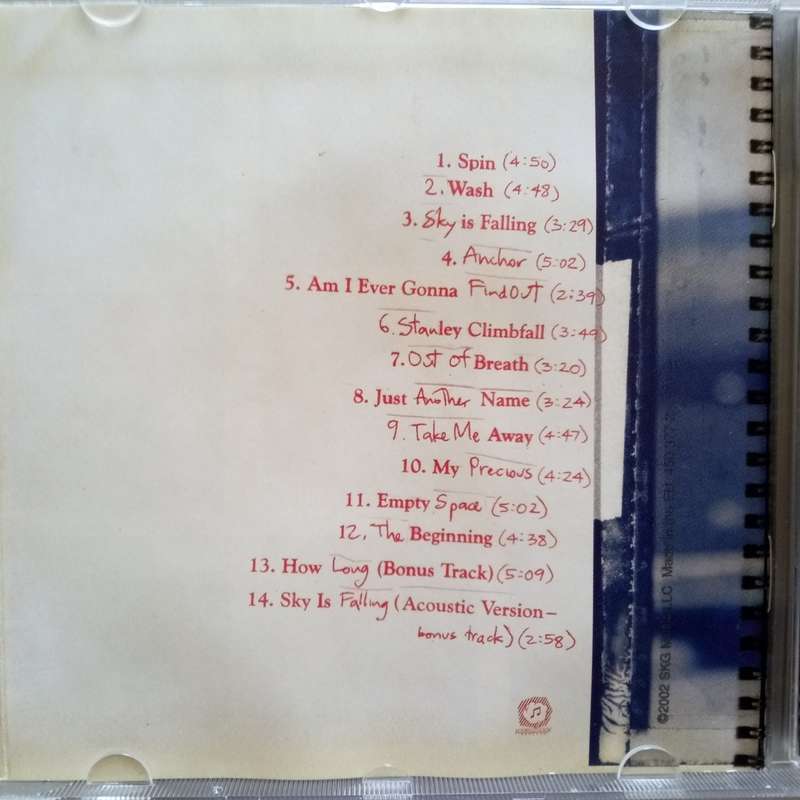 1. Spin (4:50)
2. Wash (4:48)
3. Sky is Falling (3:29)
4. Anchor (5:02)
5. Am I Ever Gonna Find Out (2:39)
6. Stanley Climbfall (3:49)
7. Out of Breath (3:20)
8. Just Another Name (3:24)
9. Take Me Away (4:47)
10. My Precious (4:24)
11. Empty Space (5:02)
12. The Beginning (4:38)
13. How Long (Bonus Track) (5:09)
14. Sky Is Falling (Acoustic Version–
bonus track) (2:58)
©2002 SKG Music LLC Made in the EU